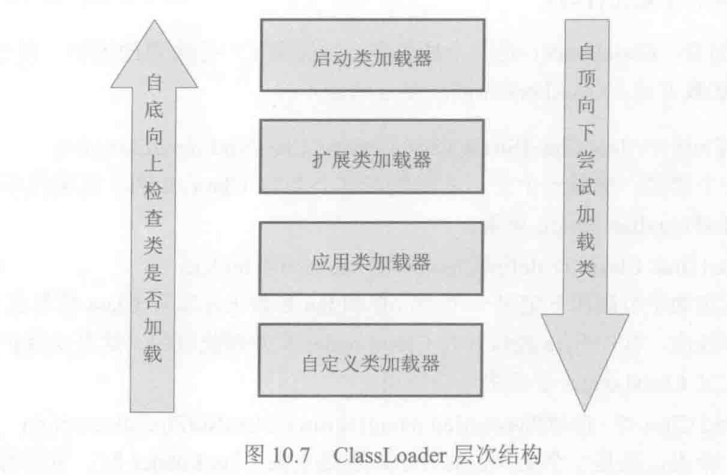 启动类加载器
扩展类加载器
应用类加载器
自定义类加载器
自底向上检查类是否加载
自顶向下尝试加载类
图 10.7 ClassLoader 层次结构